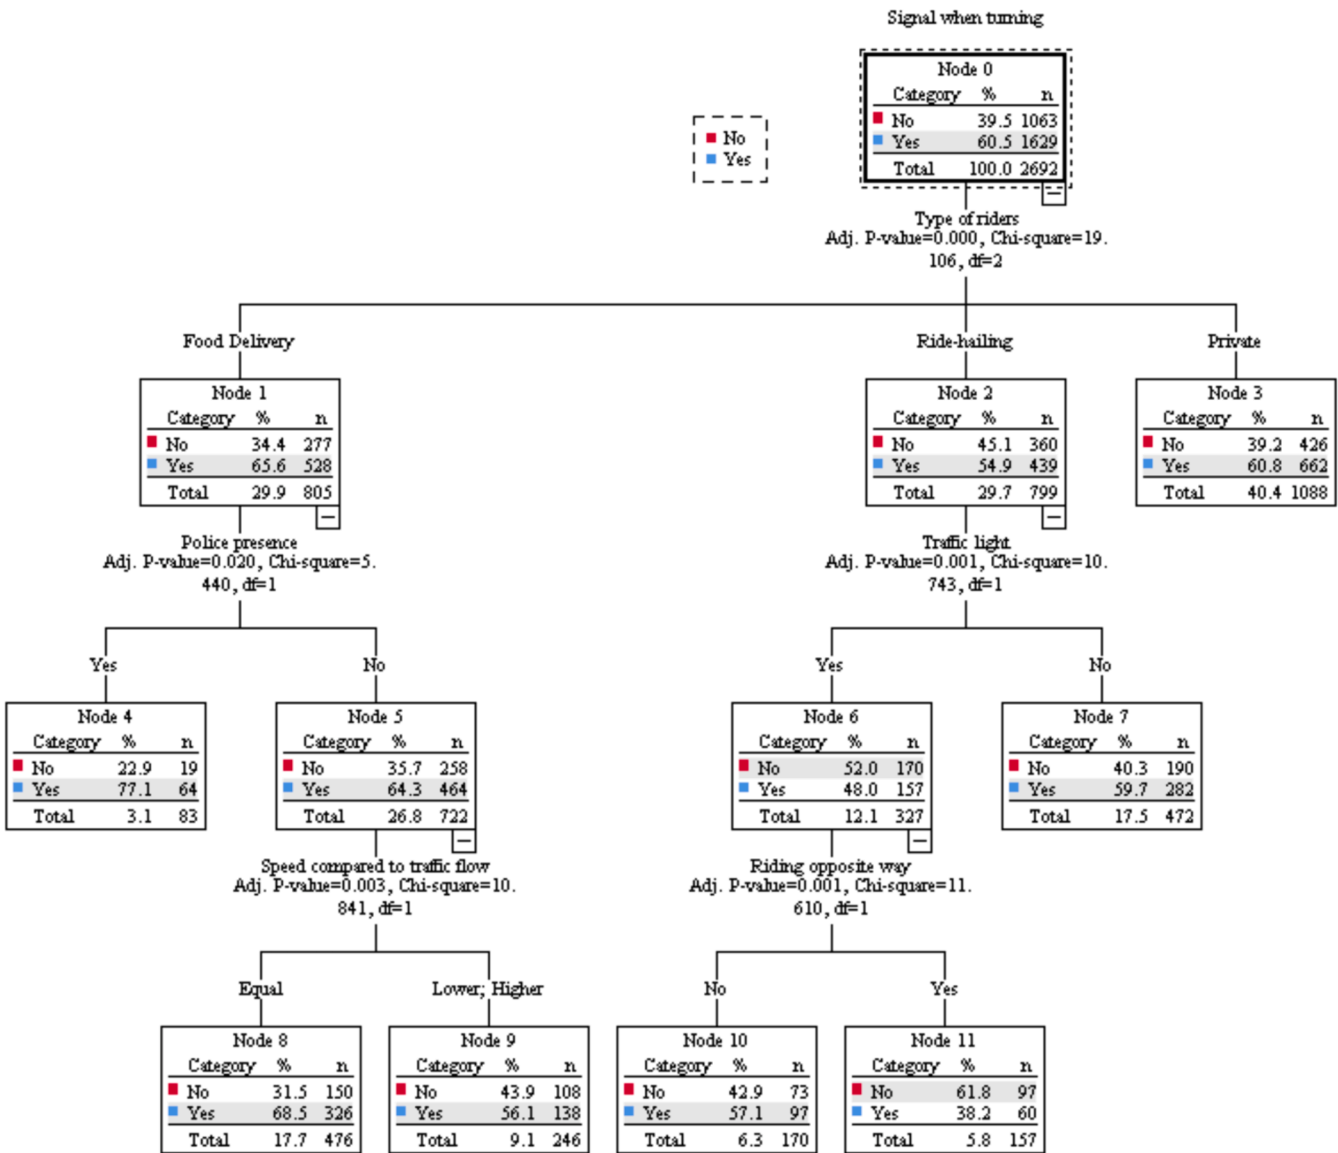 Signal when turning
Node 0
Category % n
No 39.5 1063
Yes 60.5 1629
Total 100.0 2692
No
Yes
Type of riders
Adj. P-value=0.000, Chi-square=19.
106, df=2
Food Delivery
Ride-hailing
Private
Node 1
Category % n
No 34.4 277
Yes 65.6 528
Total 29.9 805
Node 2
Category % n
No 45.1 360
Yes 54.9 439
Total 29.7 799
Node 3
Category % n
No 39.2 426
Yes 60.8 662
Total 40.4 1088
Police presence
Adj. P-value=0.020, Chi-square=5.
440, df=1
Traffic light
Adj. P-value=0.001, Chi-square=10.
743, df=1
Yes
No
Yes
No
Node 4
Category % n
No 22.9 19
Yes 77.1 64
Total 3.1 83
Node 5
Category % n
No 35.7 258
Yes 64.3 464
Total 26.8 722
Node 6
Category % n
No 52.0 170
Yes 48.0 157
Total 12.1 327
Node 7
Category % n
No 40.3 190
Yes 59.7 282
Total 17.5 472
Speed compared to traffic flow
Adj. P-value=0.003, Chi-square=10.
841, df=1
Riding opposite way
Adj. P-value=0.001, Chi-square=11.
610, df=1
Equal
Lower; Higher
No
Yes
Node 8
Category % n
No 31.5 150
Yes 68.5 326
Total 17.7 476
Node 9
Category % n
No 43.9 108
Yes 56.1 138
Total 9.1 246
Node 10
Category % n
No 42.9 73
Yes 57.1 97
Total 6.3 170
Node 11
Category % n
No 61.8 97
Yes 38.2 60
Total 5.8 157